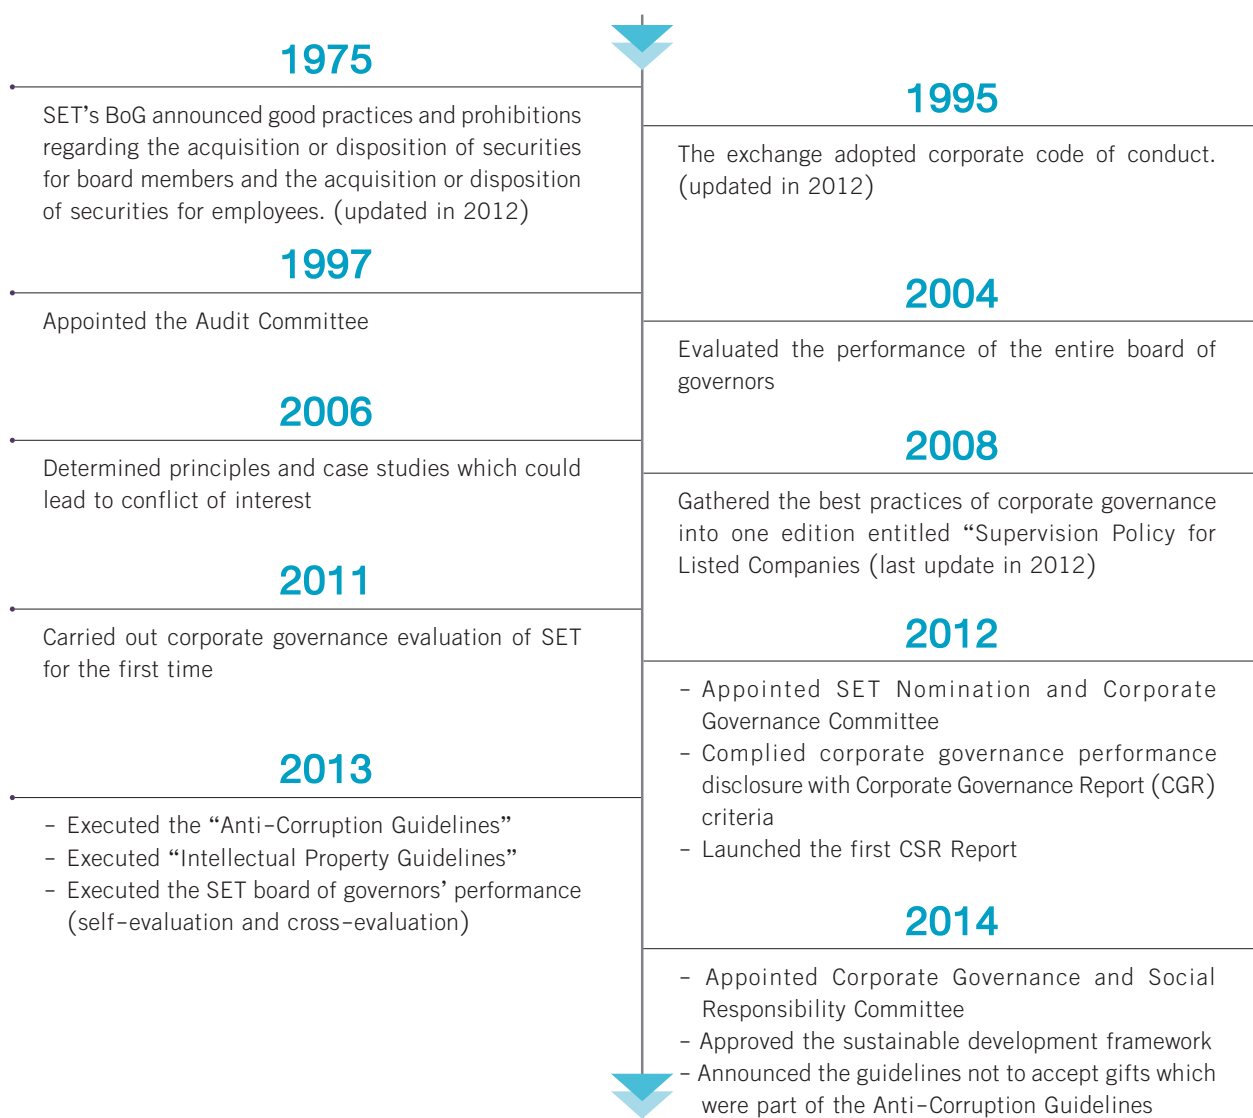 1975
SET's BoG announced good practices and prohibitions
regarding the acquisition or disposition of securities
for board members and the acquisition or disposition
of securities for employees. (updated in 2012)
1995
The exchange adopted corporate code of conduct.
(updated in 2012)
1997
Appointed the Audit Committee
2004
Evaluated the performance of the entire board of
governors
2006
Determined principles and case studies which could
lead to conflict of interest
2008
Gathered the best practices of corporate governance
into one edition entitled “Supervision Policy for
Listed Companies (last update in 2012)
2011
Carried out corporate governance evaluation of SET
for the first time
2012
- Appointed SET Nomination and Corporate
Governance Committee
- Complied corporate governance performance
disclosure with Corporate Governance Report (CGR)
criteria
- Launched the first CSR Report
2013
- Executed the “Anti-Corruption Guidelines”
- Executed “Intellectual Property Guidelines”
- Executed the SET board of governors' performance
(self-evaluation and cross-evaluation)
2014
- Appointed Corporate Governance and Social
Responsibility Committee
- Approved the sustainable development framework
- Announced the guidelines not to accept gifts which
were part of the Anti-Corruption Guidelines